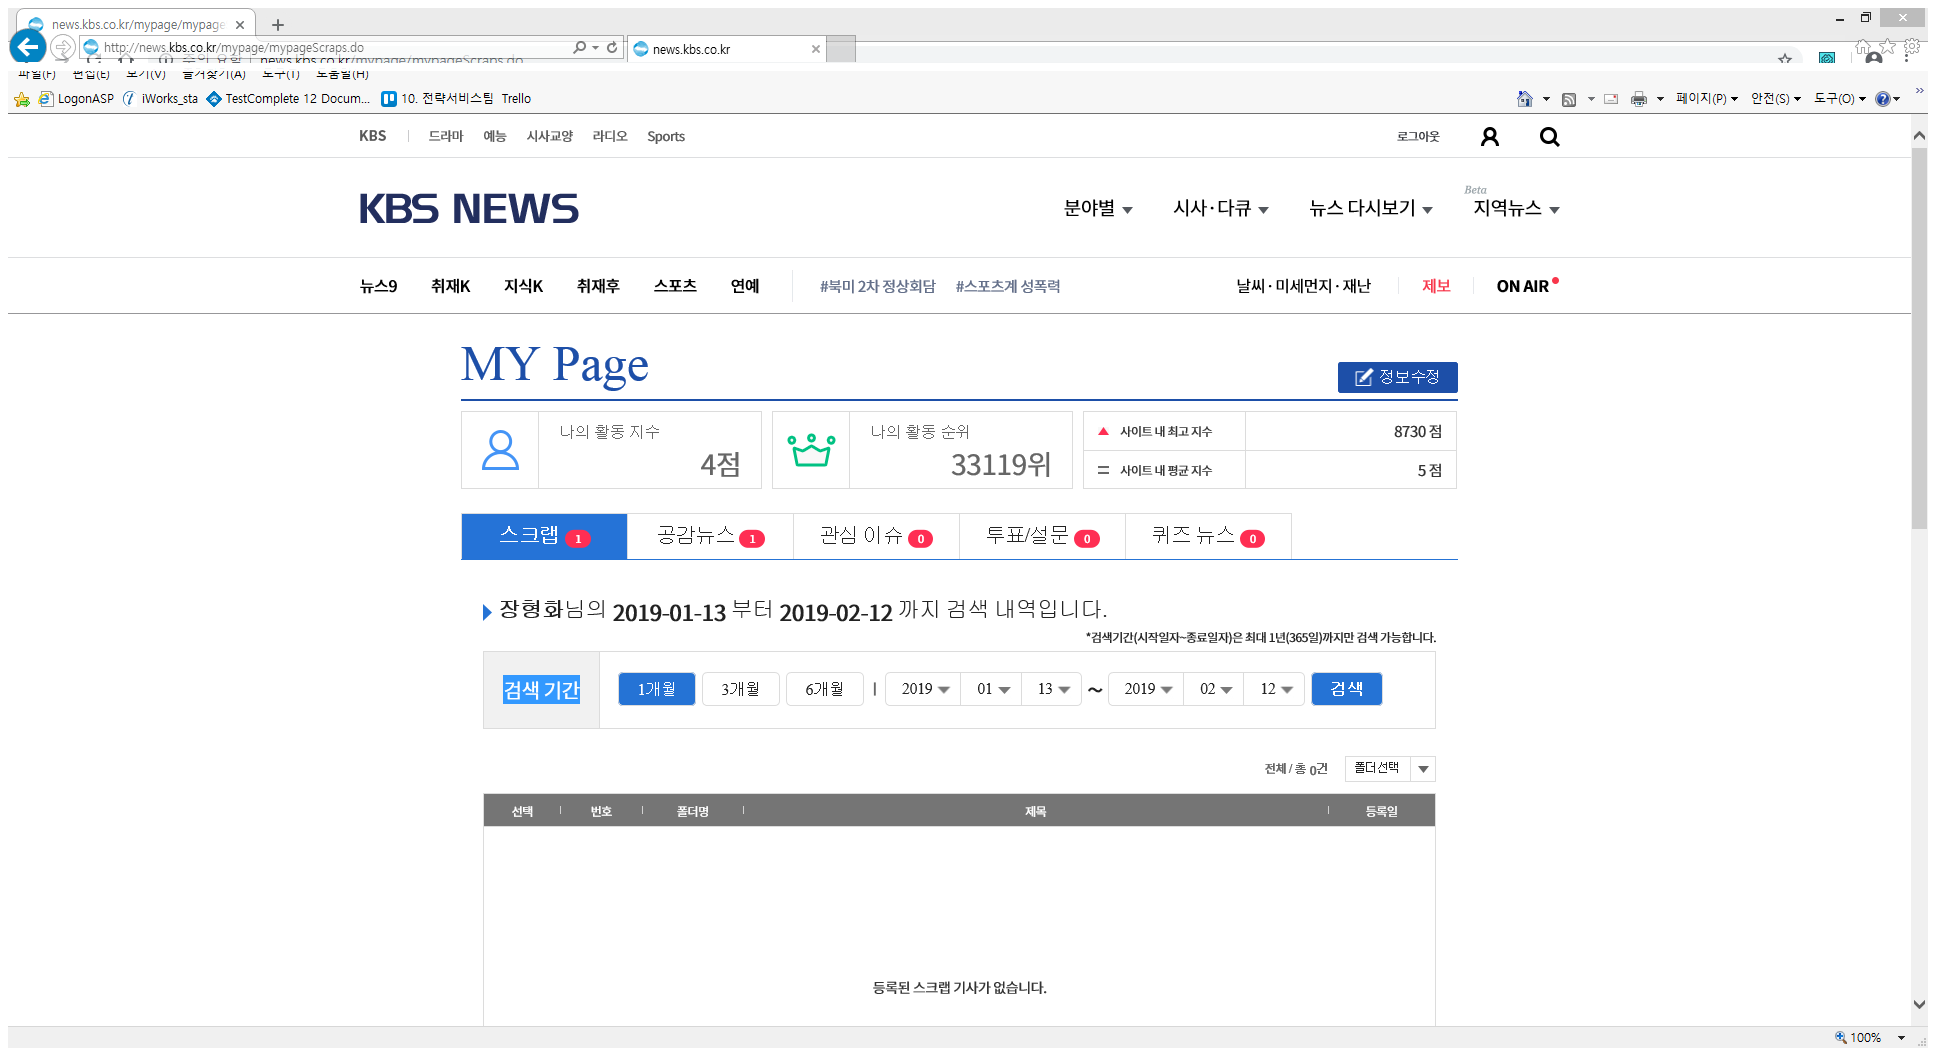 news.kbs.co.kr/mypage/mypage
http://news.kbs.co.kr/mypage/mypageScraps.do
news.kbs.co.kr
news.kbs.co.kr/mypage/mypageScraps.do
파일(F) 편집(E) 보기(V) 즐겨찾기(A) 도구(T) 도움말(H)
LogonASP iWorks_sta TestComplete 12 Docum... 10. 전략서비스팀 Trello
페이지(P) 안전(S) 도구(O)
KBS 드라마 예능 시사교양 라디오 Sports 로그아웃
Beta
KBS NEWS 분야별 시사·다큐 뉴스 다시보기 지역뉴스
뉴스9 취재K 지식K 취재후 스포츠 연예 #북미 2차 정상회담 #스포츠계 성폭력 날씨·미세먼지·재난 제보 ON AIR
MY Page
정보수정
나의 활동 지수
4점
나의 활동 순위
33119위
사이트 내 최고 지수 8730 점
사이트 내 평균 지수 5 점
스크랩 1 공감뉴스 1 관심 이슈 0 투표/설문 0 퀴즈 뉴스 0
장형화님의 2019-01-13 부터 2019-02-12 까지 검색 내역입니다.
*검색기간(시작일자~종료일자)은 최대 1년(365일)까지만 검색 가능합니다.
검색 기간 1개월 3개월 6개월 | 2019 01 13 ~ 2019 02 12 검색
전체 / 총 0건 폴더선택
선택 번호 폴더명 제목 등록일
등록된 스크랩 기사가 없습니다.
100%